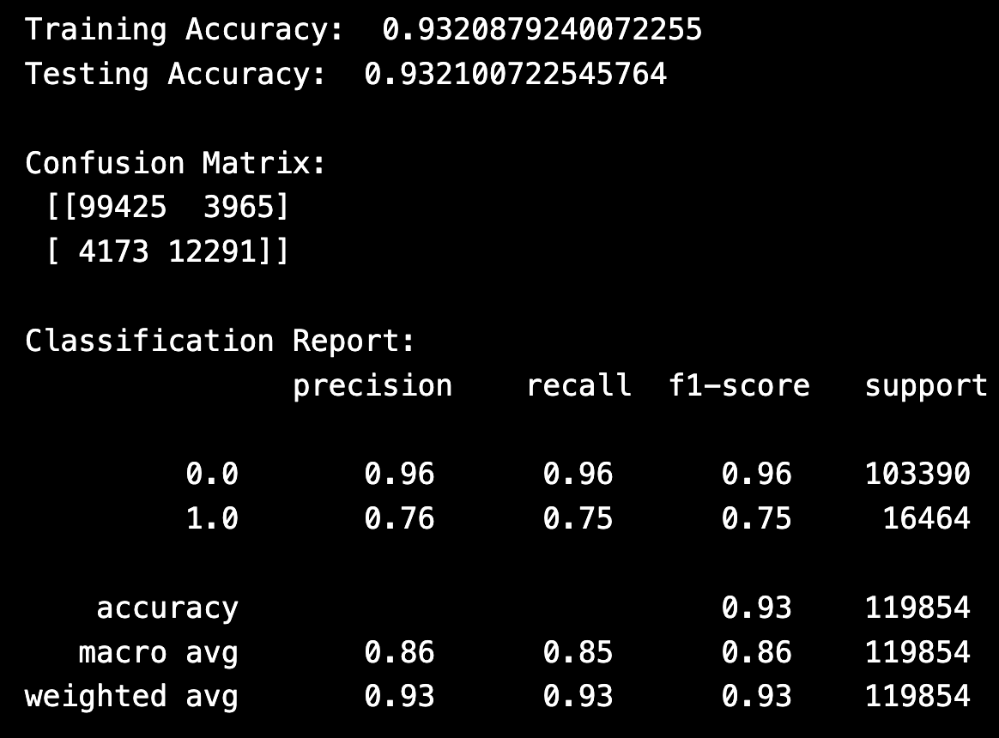 Training Accuracy:  0.9320879240072255
Testing Accuracy:  0.932100722545764
Confusion Matrix:
[[99425  3965]
[ 4173 12291]]
Classification Report:
precision    recall  f1-score   support
0.0       0.96      0.96      0.96    103390
1.0       0.76      0.75      0.75     16464
accuracy                           0.93    119854
macro avg       0.86      0.85      0.86    119854
weighted avg       0.93      0.93      0.93    119854